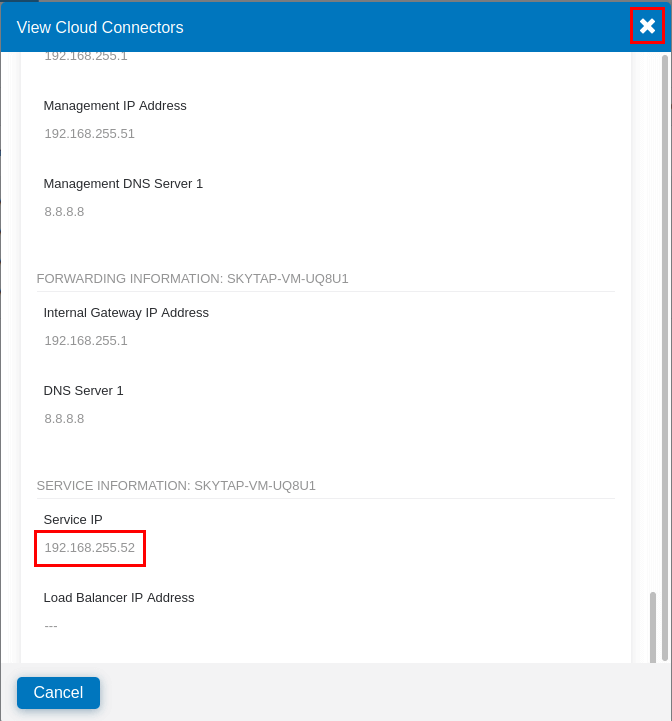 View Cloud Connectors
192.168.255.1
Management IP Address
192.168.255.51
Management DNS Server 1
8.8.8.8
FORWARDING INFORMATION: SKYTAP-VM-UQ8U1
Internal Gateway IP Address
192.168.255.1
DNS Server 1
8.8.8.8
SERVICE INFORMATION: SKYTAP-VM-UQ8U1
Service IP
192.168.255.52
Load Balancer IP Address
---
Cancel